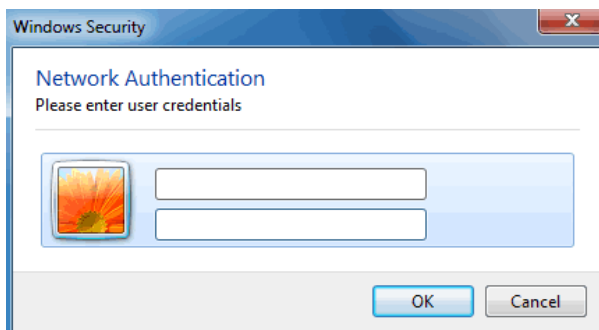 Windows Security
Network Authentication
Please enter user credentials
OK
Cancel